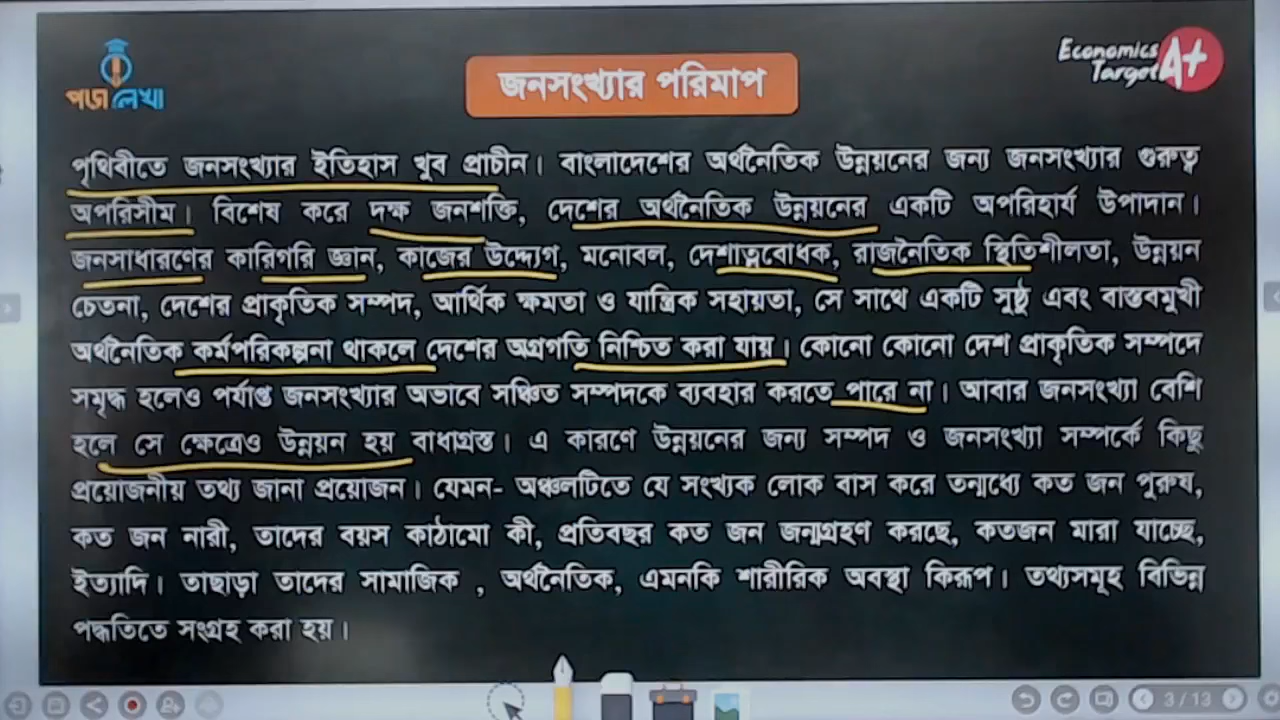 পড়ালেখা
Economics
Target A+
জনসংখ্যার পরিমাপ
পৃথিবীতে জনসংখ্যার ইতিহাস খুব প্রাচীন। বাংলাদেশের অর্থনৈতিক উন্নয়নের জন্য জনসংখ্যার গুরুত্ব
অপরিসীম। বিশেষ করে দক্ষ জনশক্তি, দেশের অর্থনৈতিক উন্নয়নের একটি অপরিহার্য উপাদান।
জনসাধারণের কারিগরি জ্ঞান, কাজের উদ্দ্যেগ, মনোবল, দেশাত্নবোধক, রাজনৈতিক স্থিতিশীলতা, উন্নয়ন
চেতনা, দেশের প্রাকৃতিক সম্পদ, আর্থিক ক্ষমতা ও যান্ত্রিক সহায়তা, সে সাথে একটি সুষ্ঠু এবং বাস্তবমুখী
অর্থনৈতিক কর্মপরিকল্পনা থাকলে দেশের অগ্রগতি নিশ্চিত করা যায়। কোনো কোনো দেশ প্রাকৃতিক সম্পদে
সমৃদ্ধ হলেও পর্যাপ্ত জনসংখ্যার অভাবে সঞ্চিত সম্পদকে ব্যবহার করতে পারে না। আবার জনসংখ্যা বেশি
হলে সে ক্ষেত্রেও উন্নয়ন হয় বাধাগ্রস্ত। এ কারণে উন্নয়নের জন্য সম্পদ ও জনসংখ্যা সম্পর্কে কিছু
প্রয়োজনীয় তথ্য জানা প্রয়োজন। যেমন- অঞ্চলটিতে যে সংখ্যক লোক বাস করে তন্মধ্যে কত জন পুরুষ,
কত জন নারী, তাদের বয়স কাঠামো কী, প্রতিবছর কত জন জন্মগ্রহণ করছে, কতজন মারা যাচ্ছে,
ইত্যাদি। তাছাড়া তাদের সামাজিক , অর্থনৈতিক, এমনকি শারীরিক অবস্থা কিরূপ। তথ্যসমূহ বিভিন্ন
পদ্ধতিতে সংগ্রহ করা হয়।
3 / 13